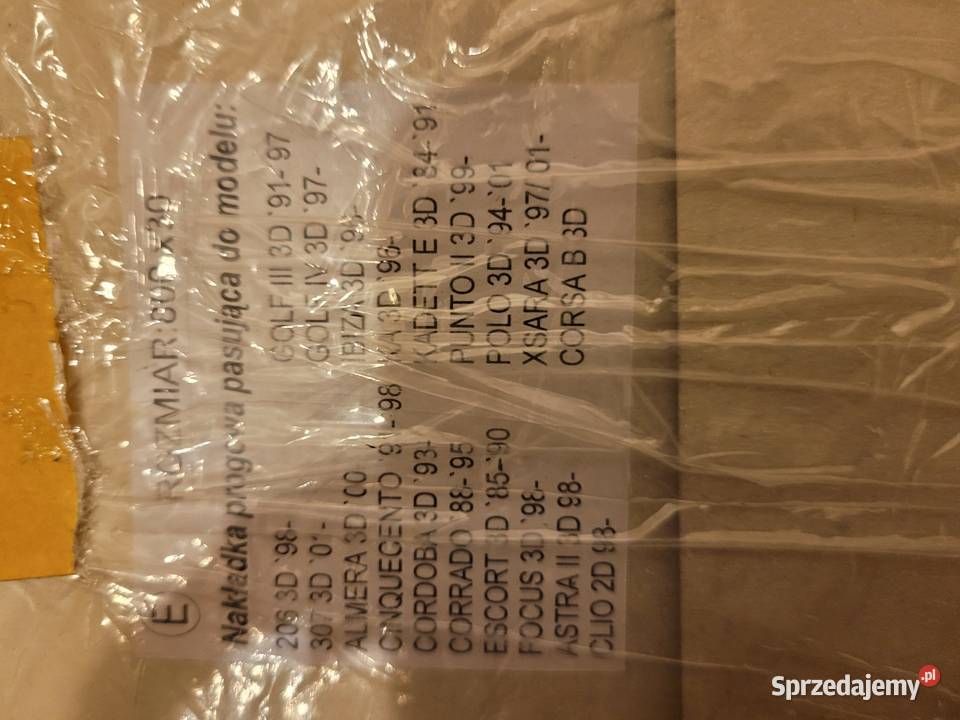 E ROZMIAR
Nakładka progowa pasująca do modelu:
206 3D `98-
307 3D `01-
ALMERA 3D `00
CINQUECENTO - 98
CORDOBA 3D `93-
CORRADO `88-`95
ESCORT 3D `85-`90
FOCUS 3D `98-
ASTRA II 3D 98-
CLIO 2D 98-
GOLF III 3D `91- 97
GOLF IV 3D `97-
IBIZA 3D
KA 3D `96-
KADETT E 3D `84-`91
PUNTO II 3D `99-
POLO 3D `94-`01
XSARA 3D `97/ 01-
CORSA B 3D
Sprzedajemy.pl